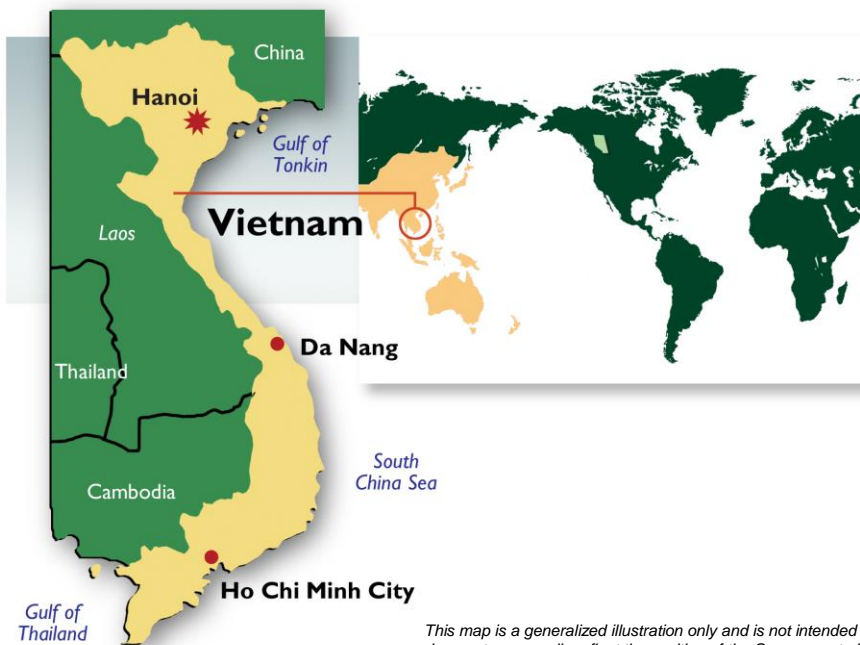 China
Hanoi
Gulf of
Tonkin
Laos
Vietnam
Da Nang
Thailand
South
China Sea
Cambodia
Ho Chi Minh City
Gulf of
Thailand
This map is a generalized illustration only and is not intended